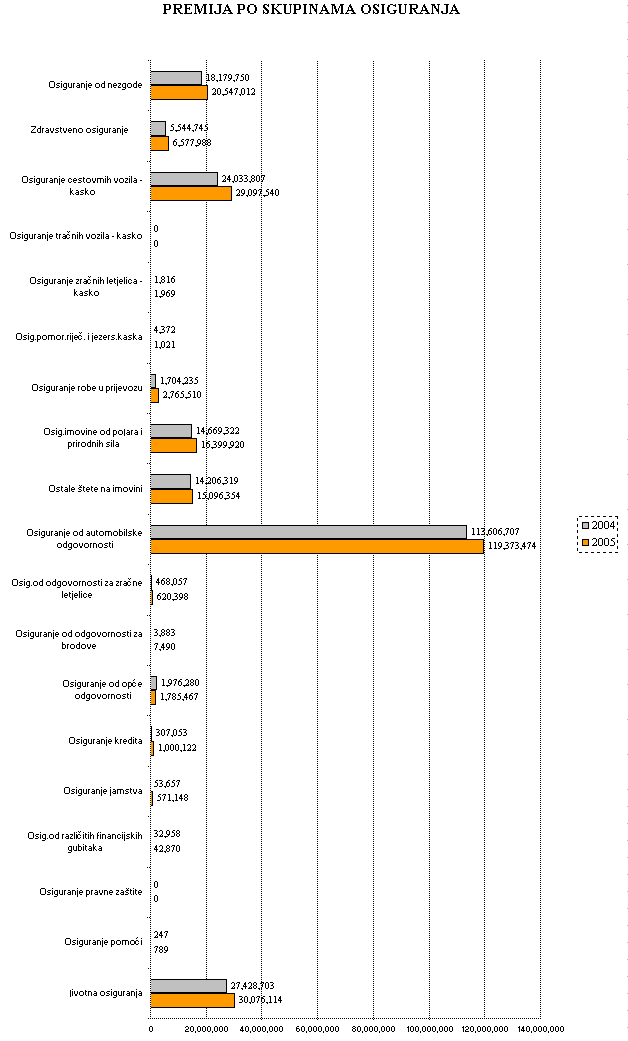 PREMIJA PO SKUPINAMA OSIGURANJA
Osiguranje od nezgode
18,179,750
20,547,012
Zdravstveno osiguranje
5,544,745
6,577,988
Osiguranje cestovnih vozila -
kasko
24,033,807
29,097,540
Osiguranje tračnih vozila - kasko
0
0
Osiguranje zračnih letjelica -
kasko
1,816
1,969
Osig.pomor.riječ. i jezers.kaska
4,372
1,021
Osiguranje robe u prijevozu
1,704,235
2,765,510
Osig.imovine od požara i
prirodnih sila
14,669,322
16,399,920
Ostale štete na imovini
14,206,319
15,096,354
Osiguranje od automobilske
odgovornosti
113,606,707
119,373,474
Osig.od odgovornosti za zračne
letjelice
468,057
620,398
Osiguranje od odgovornosti za
brodove
3,883
7,490
Osiguranje od opće
odgovornosti
1,976,280
1,785,467
Osiguranje kredita
307,053
1,000,122
Osiguranje jamstva
53,657
571,148
Osig.od različitih financijskih
gubitaka
32,958
42,870
Osiguranje pravne zaštite
0
0
Osiguranje pomoći
247
789
životna osiguranja
27,428,703
30,076,114
2004
2005
0 20,000,000 40,000,000 60,000,000 80,000,000 100,000,000 120,000,000 140,000,000